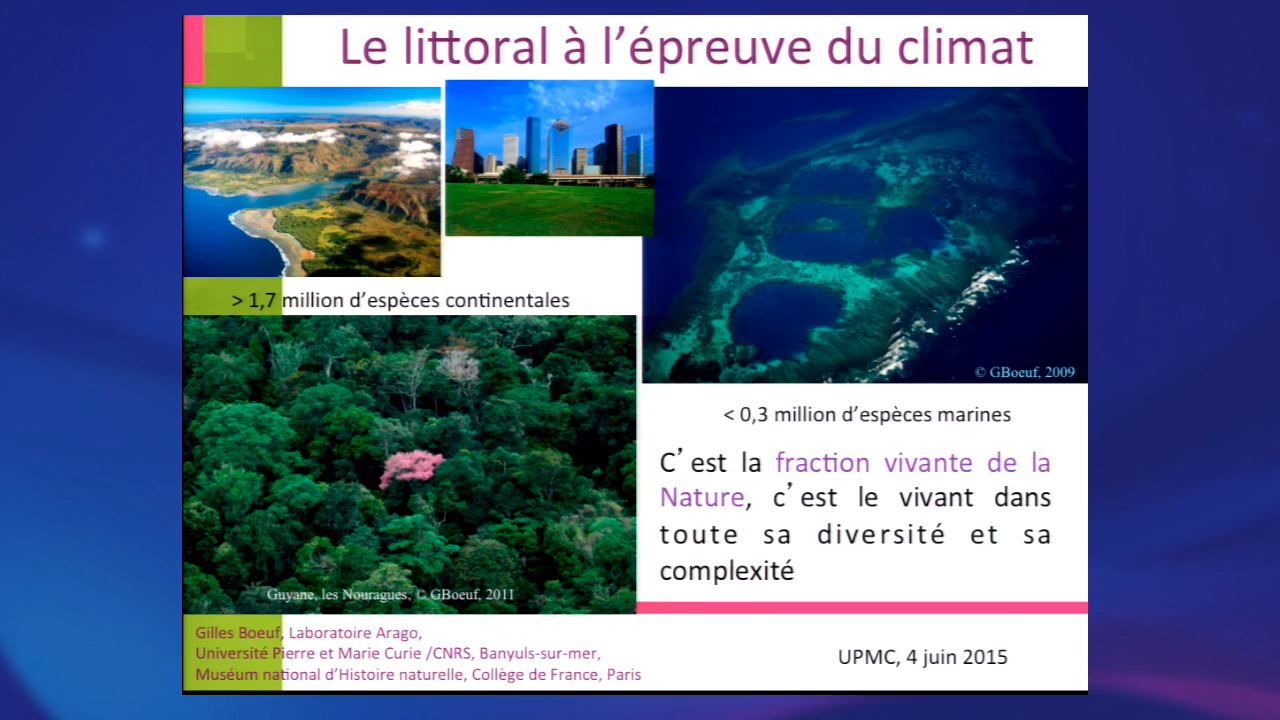 Le littoral à l’épreuve du climat
> 1,7 million d’espèces continentales
© GBoeuf, 2009
< 0,3 million d’espèces marines
C’est la fraction vivante de la
Nature, c’est le vivant dans
toute sa diversité et sa
complexité
Guyane, les Nouragues, © GBoeuf, 2011
Gilles Boeuf, Laboratoire Arago,
Université Pierre et Marie Curie /CNRS, Banyuls-sur-mer,
Muséum national d’Histoire naturelle, Collège de France, Paris
UPMC, 4 juin 2015